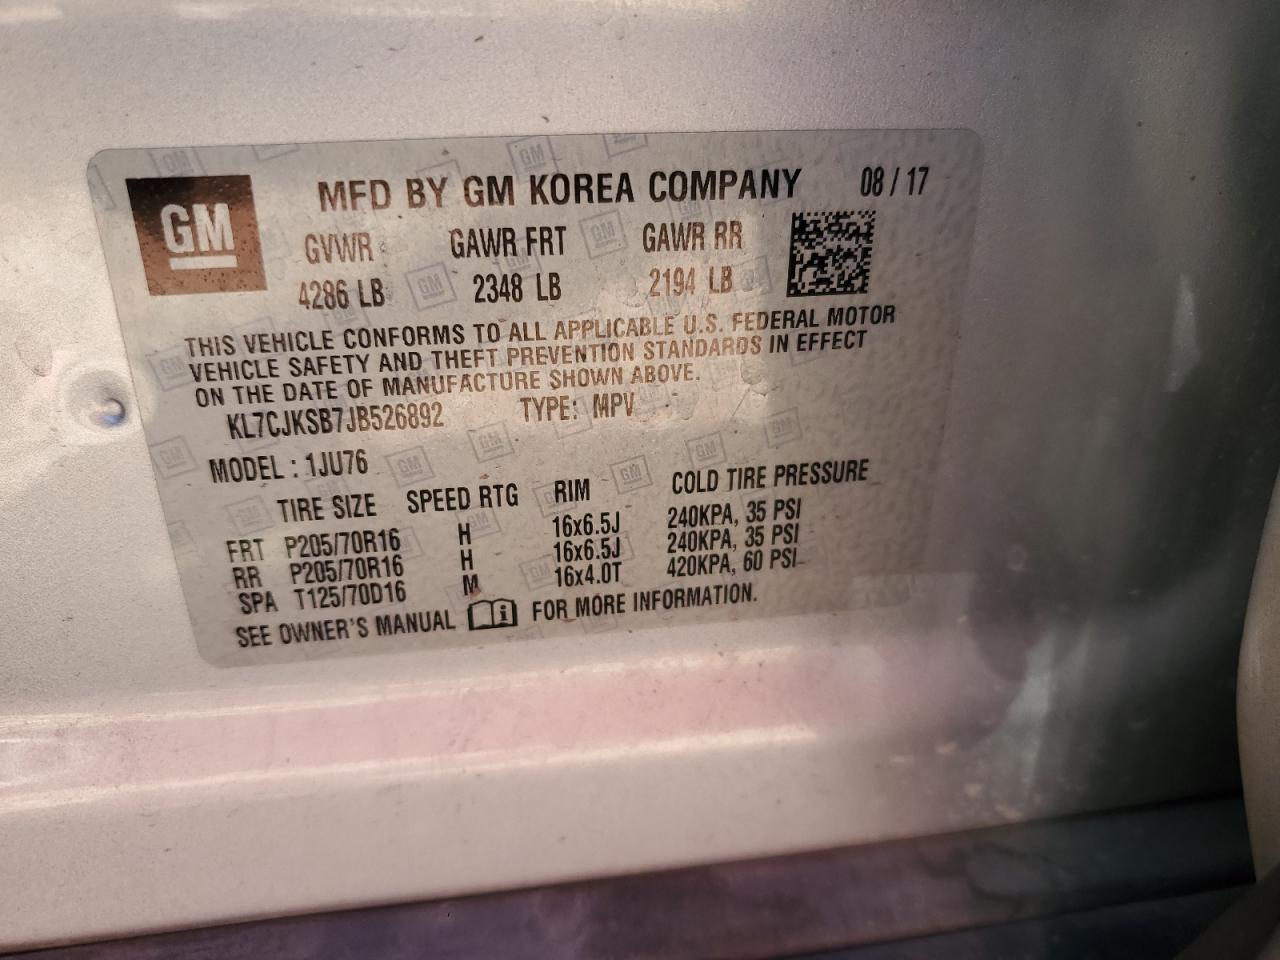 GM
MFD BY GM KOREA COMPANY 08 / 17
GVWR GAWR FRT GAWR RR
4286 LB 2348 LB 2194 LB
THIS VEHICLE CONFORMS TO ALL APPLICABLE U.S. FEDERAL MOTOR
VEHICLE SAFETY AND THEFT PREVENTION STANDARDS IN EFFECT
ON THE DATE OF MANUFACTURE SHOWN ABOVE.
KL7CJKSB7JB526892 TYPE: MPV
MODEL : 1JU76
TIRE SIZE SPEED RTG RIM COLD TIRE PRESSURE
FRT P205/70R16 H 16x6.5J 240KPA, 35 PSI
RR P205/70R16 H 16x6.5J 240KPA, 35 PSI
SPA T125/70D16 M 16x4.0T 420KPA, 60 PSI
SEE OWNER'S MANUAL i FOR MORE INFORMATION.